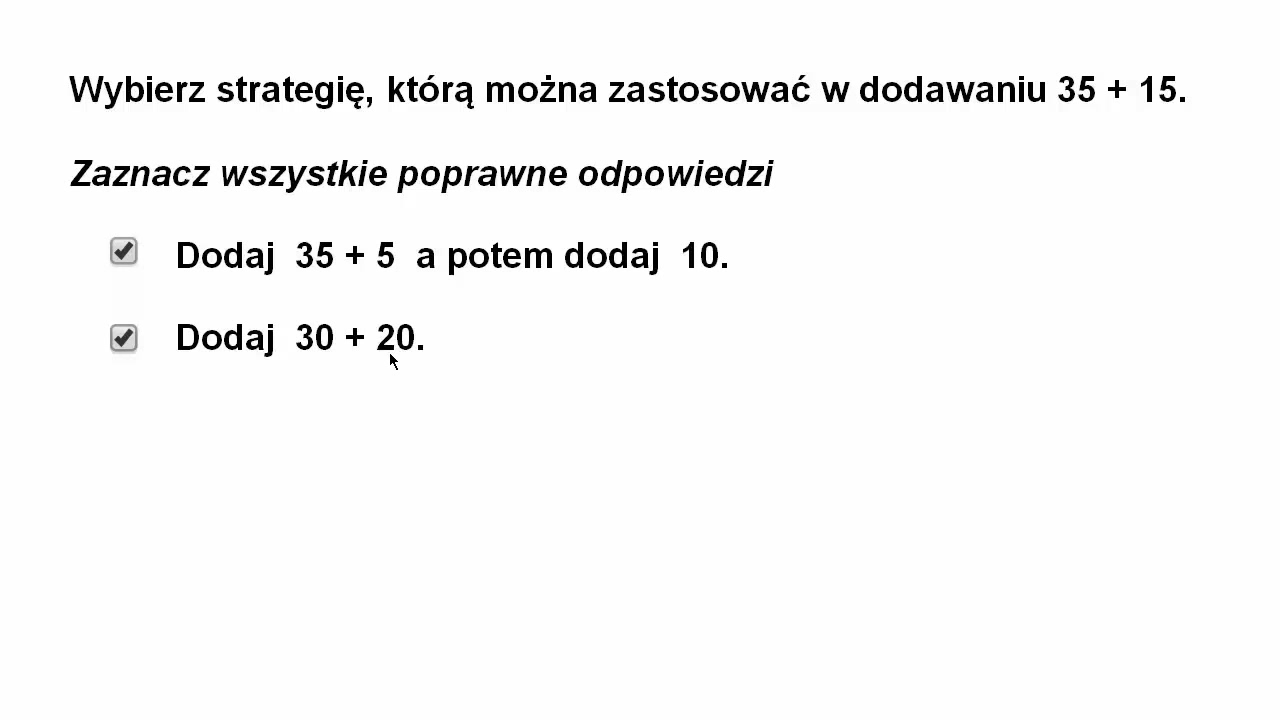 Wybierz strategię, którą można zastosować w dodawaniu 35 + 15.
Zaznacz wszystkie poprawne odpowiedzi
Dodaj 35 + 5 a potem dodaj 10.
Dodaj 30 + 20.